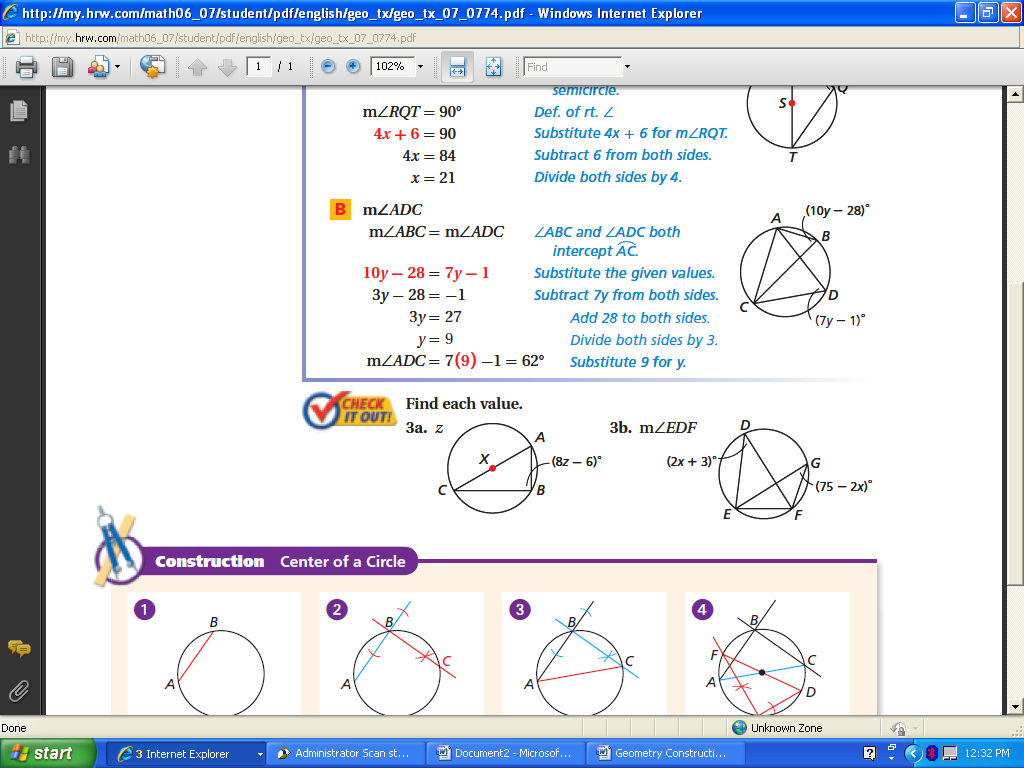 http://my.hrw.com/math06_07/student/pdf/english/geo_tx/geo_tx_07_0774.pdf - Windows Internet Explorer
http://my.hrw.com/math06_07/student/pdf/english/geo_tx/geo_tx_07_0774.pdf
1 / 1 102% Find
semicircle.
m∠RQT = 90° Def. of rt. ∠
4x + 6 = 90 Substitute 4x + 6 for m∠RQT.
4x = 84 Subtract 6 from both sides.
x = 21 Divide both sides by 4.
S Q T
B m∠ADC
m∠ABC = m∠ADC ∠ABC and ∠ADC both
intercept AC.
10y − 28 = 7y − 1 Substitute the given values.
3y − 28 = −1 Subtract 7y from both sides.
3y = 27 Add 28 to both sides.
y = 9 Divide both sides by 3.
m∠ADC = 7(9) −1 = 62° Substitute 9 for y.
A (10y − 28)° B C D (7y − 1)°
CHECK IT OUT! Find each value.
3a. z
A X (8z − 6)° C B
3b. m∠EDF
D (2x + 3)° G (75 − 2x)° E F
Construction Center of a Circle
1 B A
2 B C A
3 B C A
4 B F C A D
Done Unknown Zone
start 3 Internet Explorer Administrator Scan st... Document2 - Microsof... Geometry Constructi... 12:32 PM